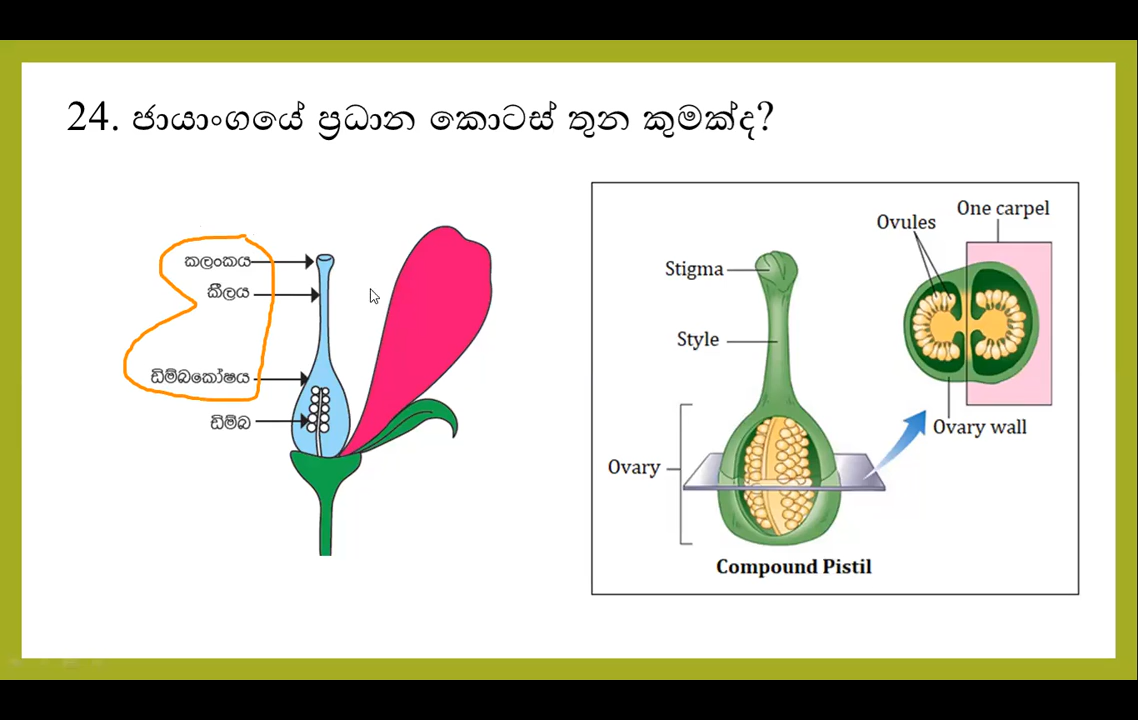 24. ජායාංගයේ ප්‍රධාන කොටස් තුන කුමක්ද?
කලංකය
කීලය
ඩිම්බකෝෂය
ඩිම්බ
One carpel
Ovules
Stigma
Style
Ovary wall
Ovary
Compound Pistil